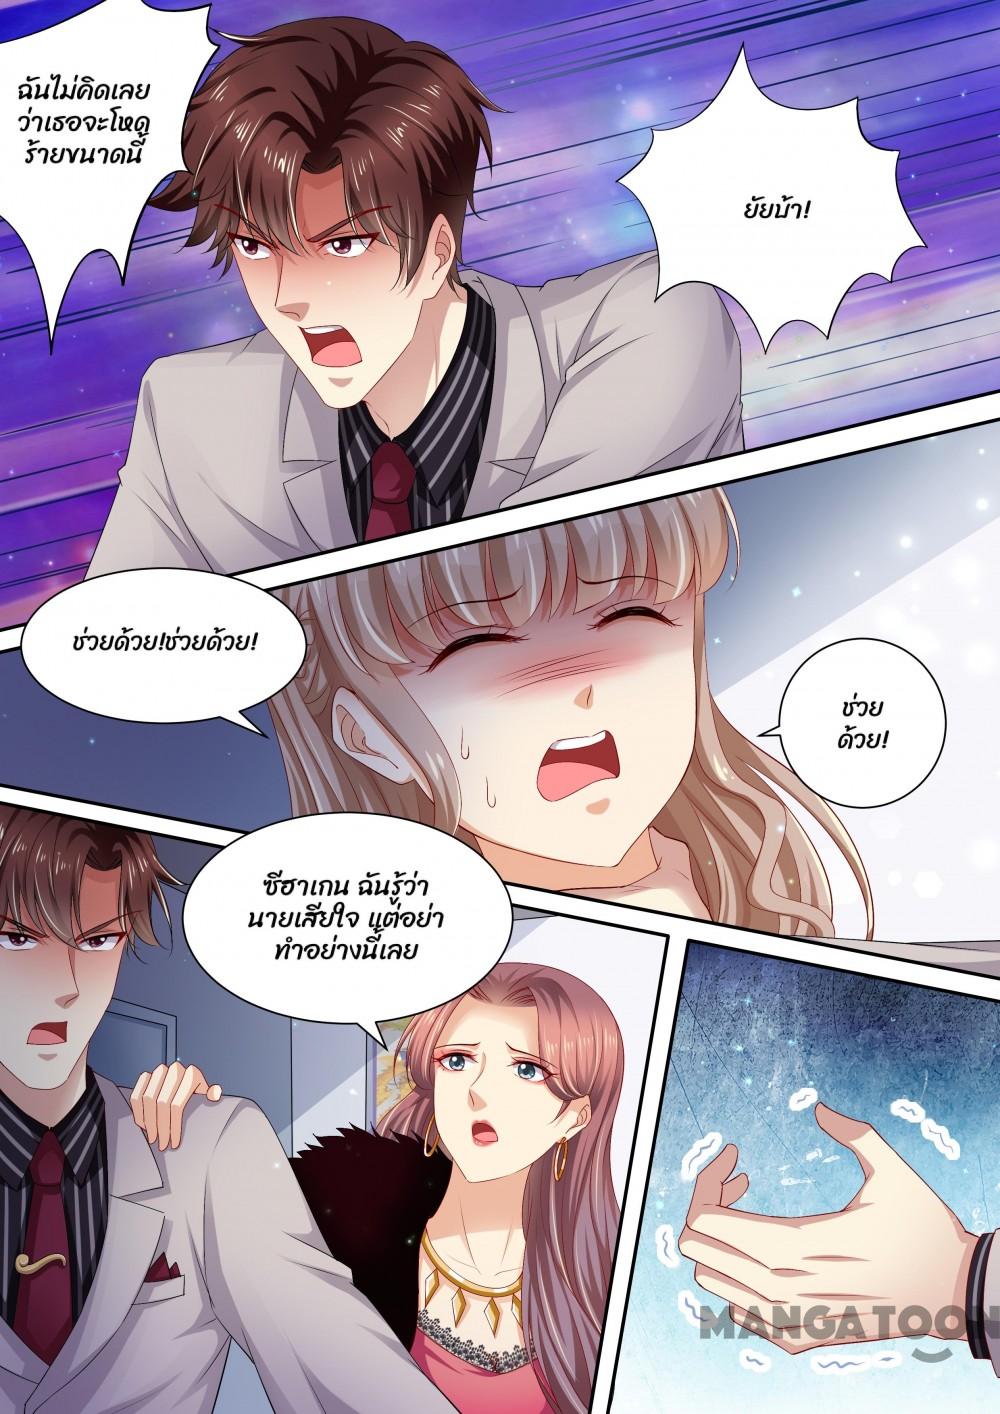 ฉันไม่คิดเลย
ว่าเธอจะโหด
ร้ายขนาดนี้
ยัยบ้า!
ช่วยด้วย!ช่วยด้วย!
ช่วย
ด้วย!
ซีฮาเกน ฉันรู้ว่า
นายเสียใจ แต่อย่า
ทำอย่างนี้เลย
MANGATOON